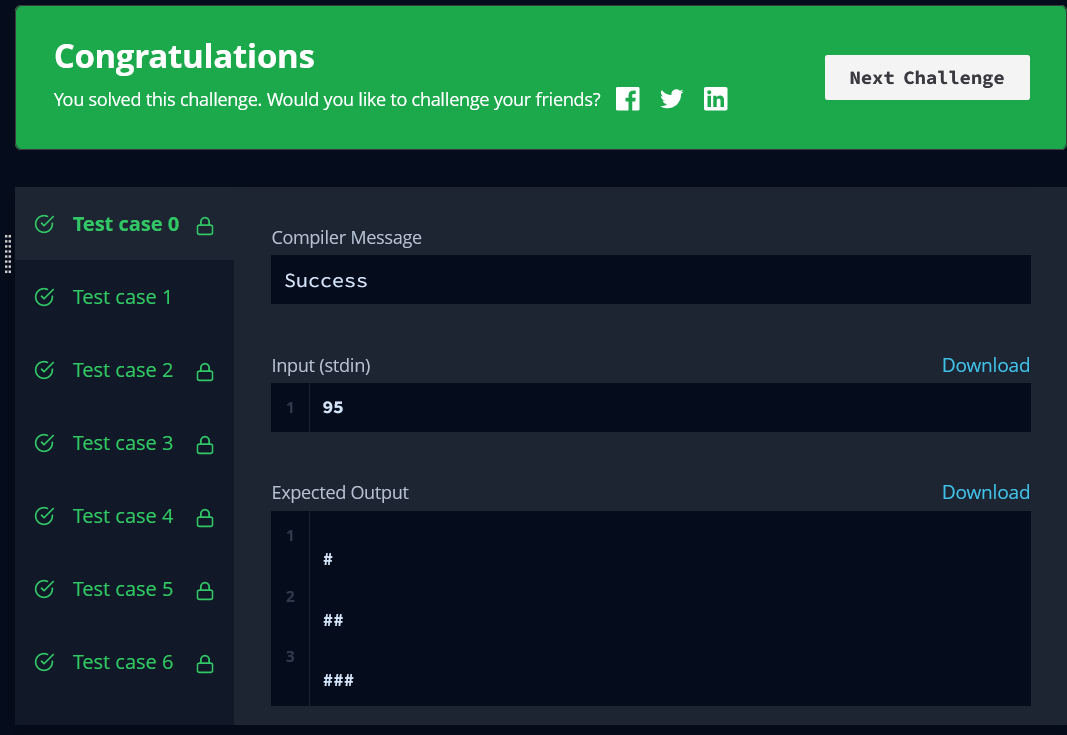 Congratulations
You solved this challenge. Would you like to challenge your friends?
Next Challenge
Test case 0
Test case 1
Test case 2
Test case 3
Test case 4
Test case 5
Test case 6
Compiler Message
Success
Input (stdin)
Download
1 95
Expected Output
Download
1
#
2
##
3
###